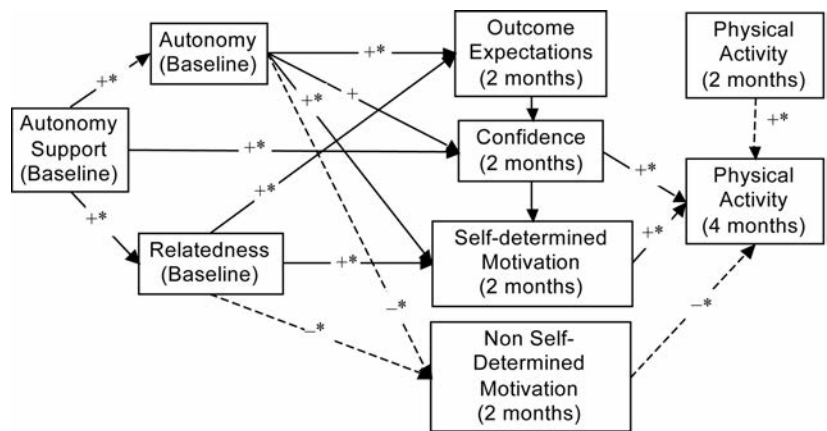 Autonomy
(Baseline)
Outcome
Expectations
(2 months)
Physical
Activity
(2 months)
+*
+*
+*
+
+*
Autonomy
Support
(Baseline)
+*
Confidence
(2 months)
+*
Physical
Activity
(4 months)
+*
+*
Relatedness
(Baseline)
+*
Self-determined
Motivation
(2 months)
+*
–*
–*
Non Self-
Determined
Motivation
(2 months)
–*